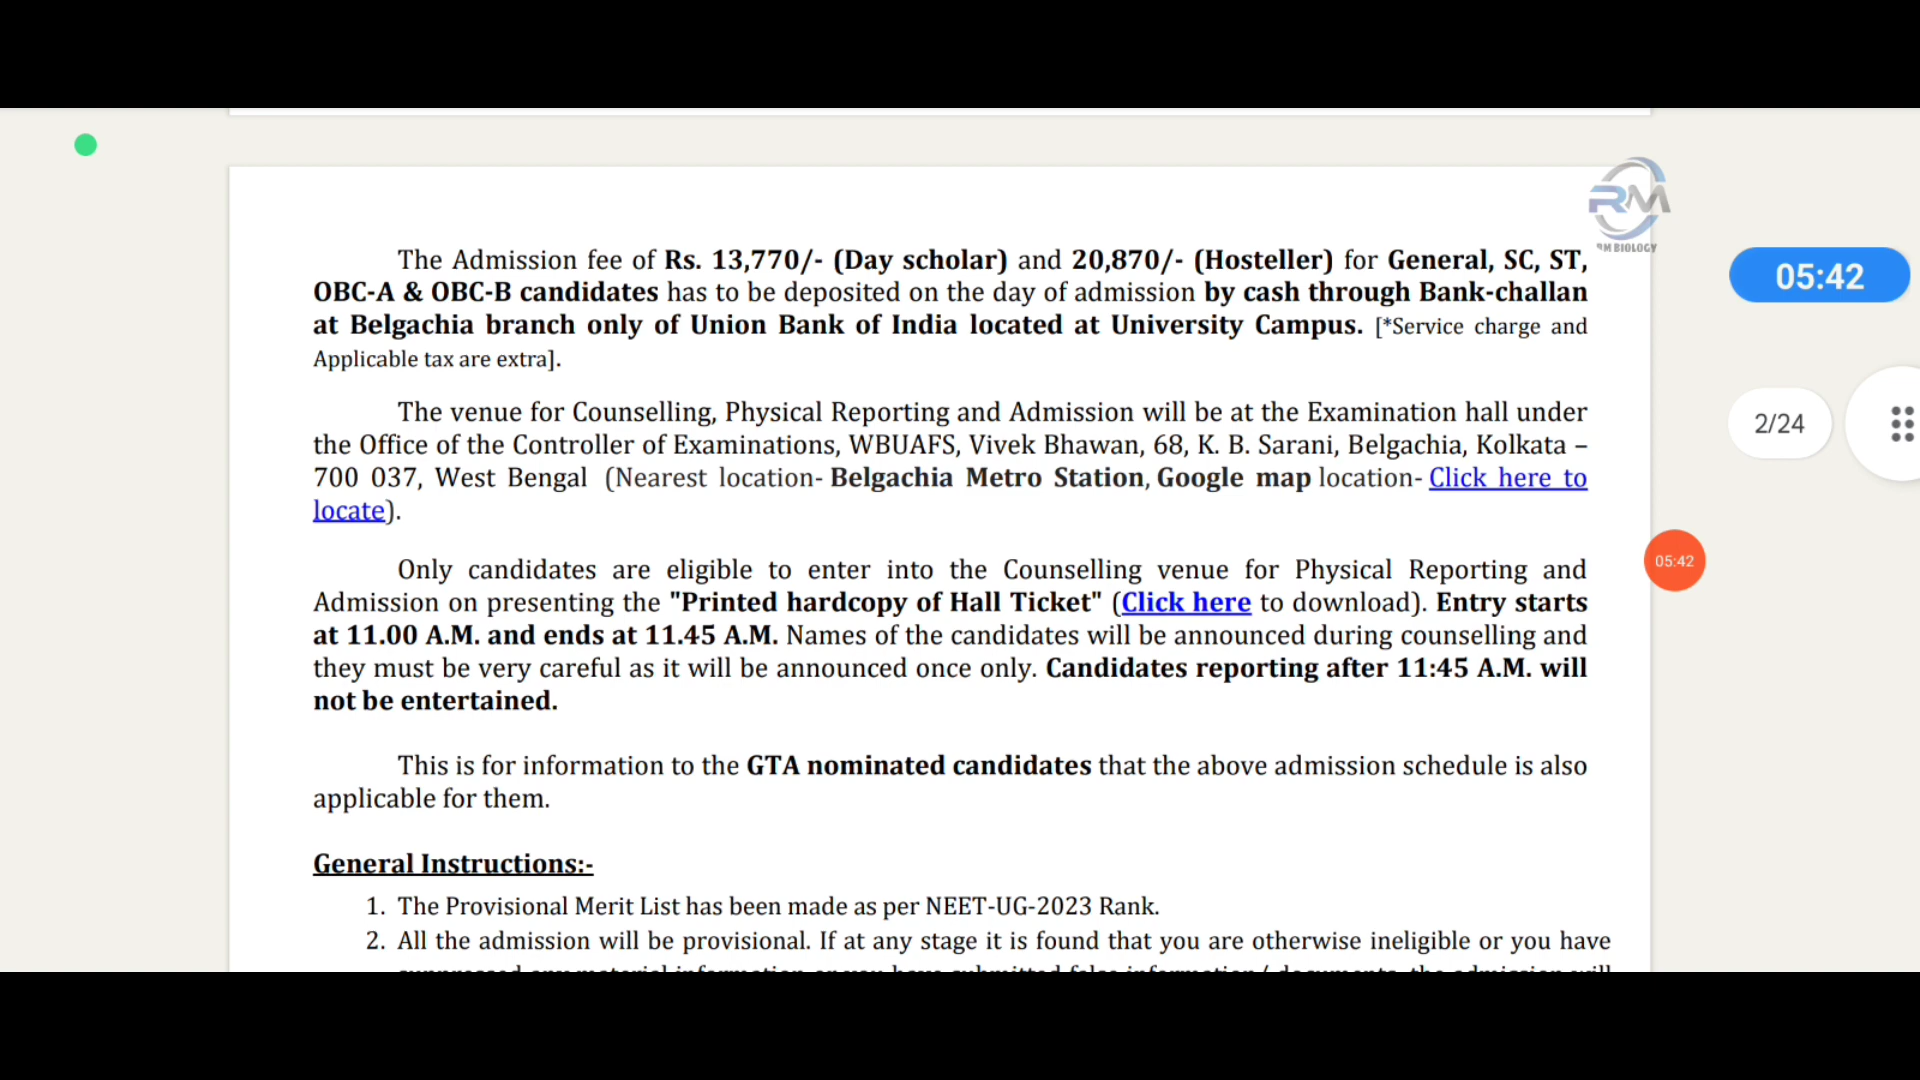 RM
RM BIOLOGY
The Admission fee of Rs. 13,770/- (Day scholar) and 20,870/- (Hosteller) for General, SC, ST,
OBC-A & OBC-B candidates has to be deposited on the day of admission by cash through Bank-challan
at Belgachia branch only of Union Bank of India located at University Campus. [*Service charge and
Applicable tax are extra].
05:42
2/24
The venue for Counselling, Physical Reporting and Admission will be at the Examination hall under
the Office of the Controller of Examinations, WBUAFS, Vivek Bhawan, 68, K. B. Sarani, Belgachia, Kolkata –
700 037, West Bengal (Nearest location- Belgachia Metro Station, Google map location- Click here to
locate).
05:42
Only candidates are eligible to enter into the Counselling venue for Physical Reporting and
Admission on presenting the "Printed hardcopy of Hall Ticket" (Click here to download). Entry starts
at 11.00 A.M. and ends at 11.45 A.M. Names of the candidates will be announced during counselling and
they must be very careful as it will be announced once only. Candidates reporting after 11:45 A.M. will
not be entertained.
This is for information to the GTA nominated candidates that the above admission schedule is also
applicable for them.
General Instructions:-
1. The Provisional Merit List has been made as per NEET-UG-2023 Rank.
2. All the admission will be provisional. If at any stage it is found that you are otherwise ineligible or you have